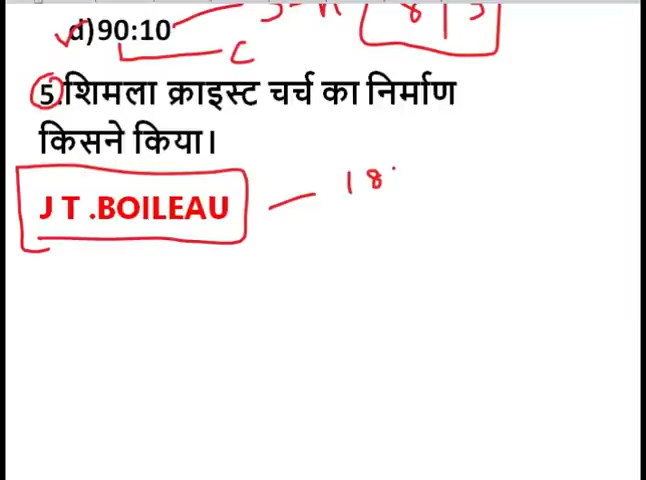 d)90:10
C
5.शिमला क्राइस्ट चर्च का निर्माण
किसने किया।
J T .BOILEAU
18